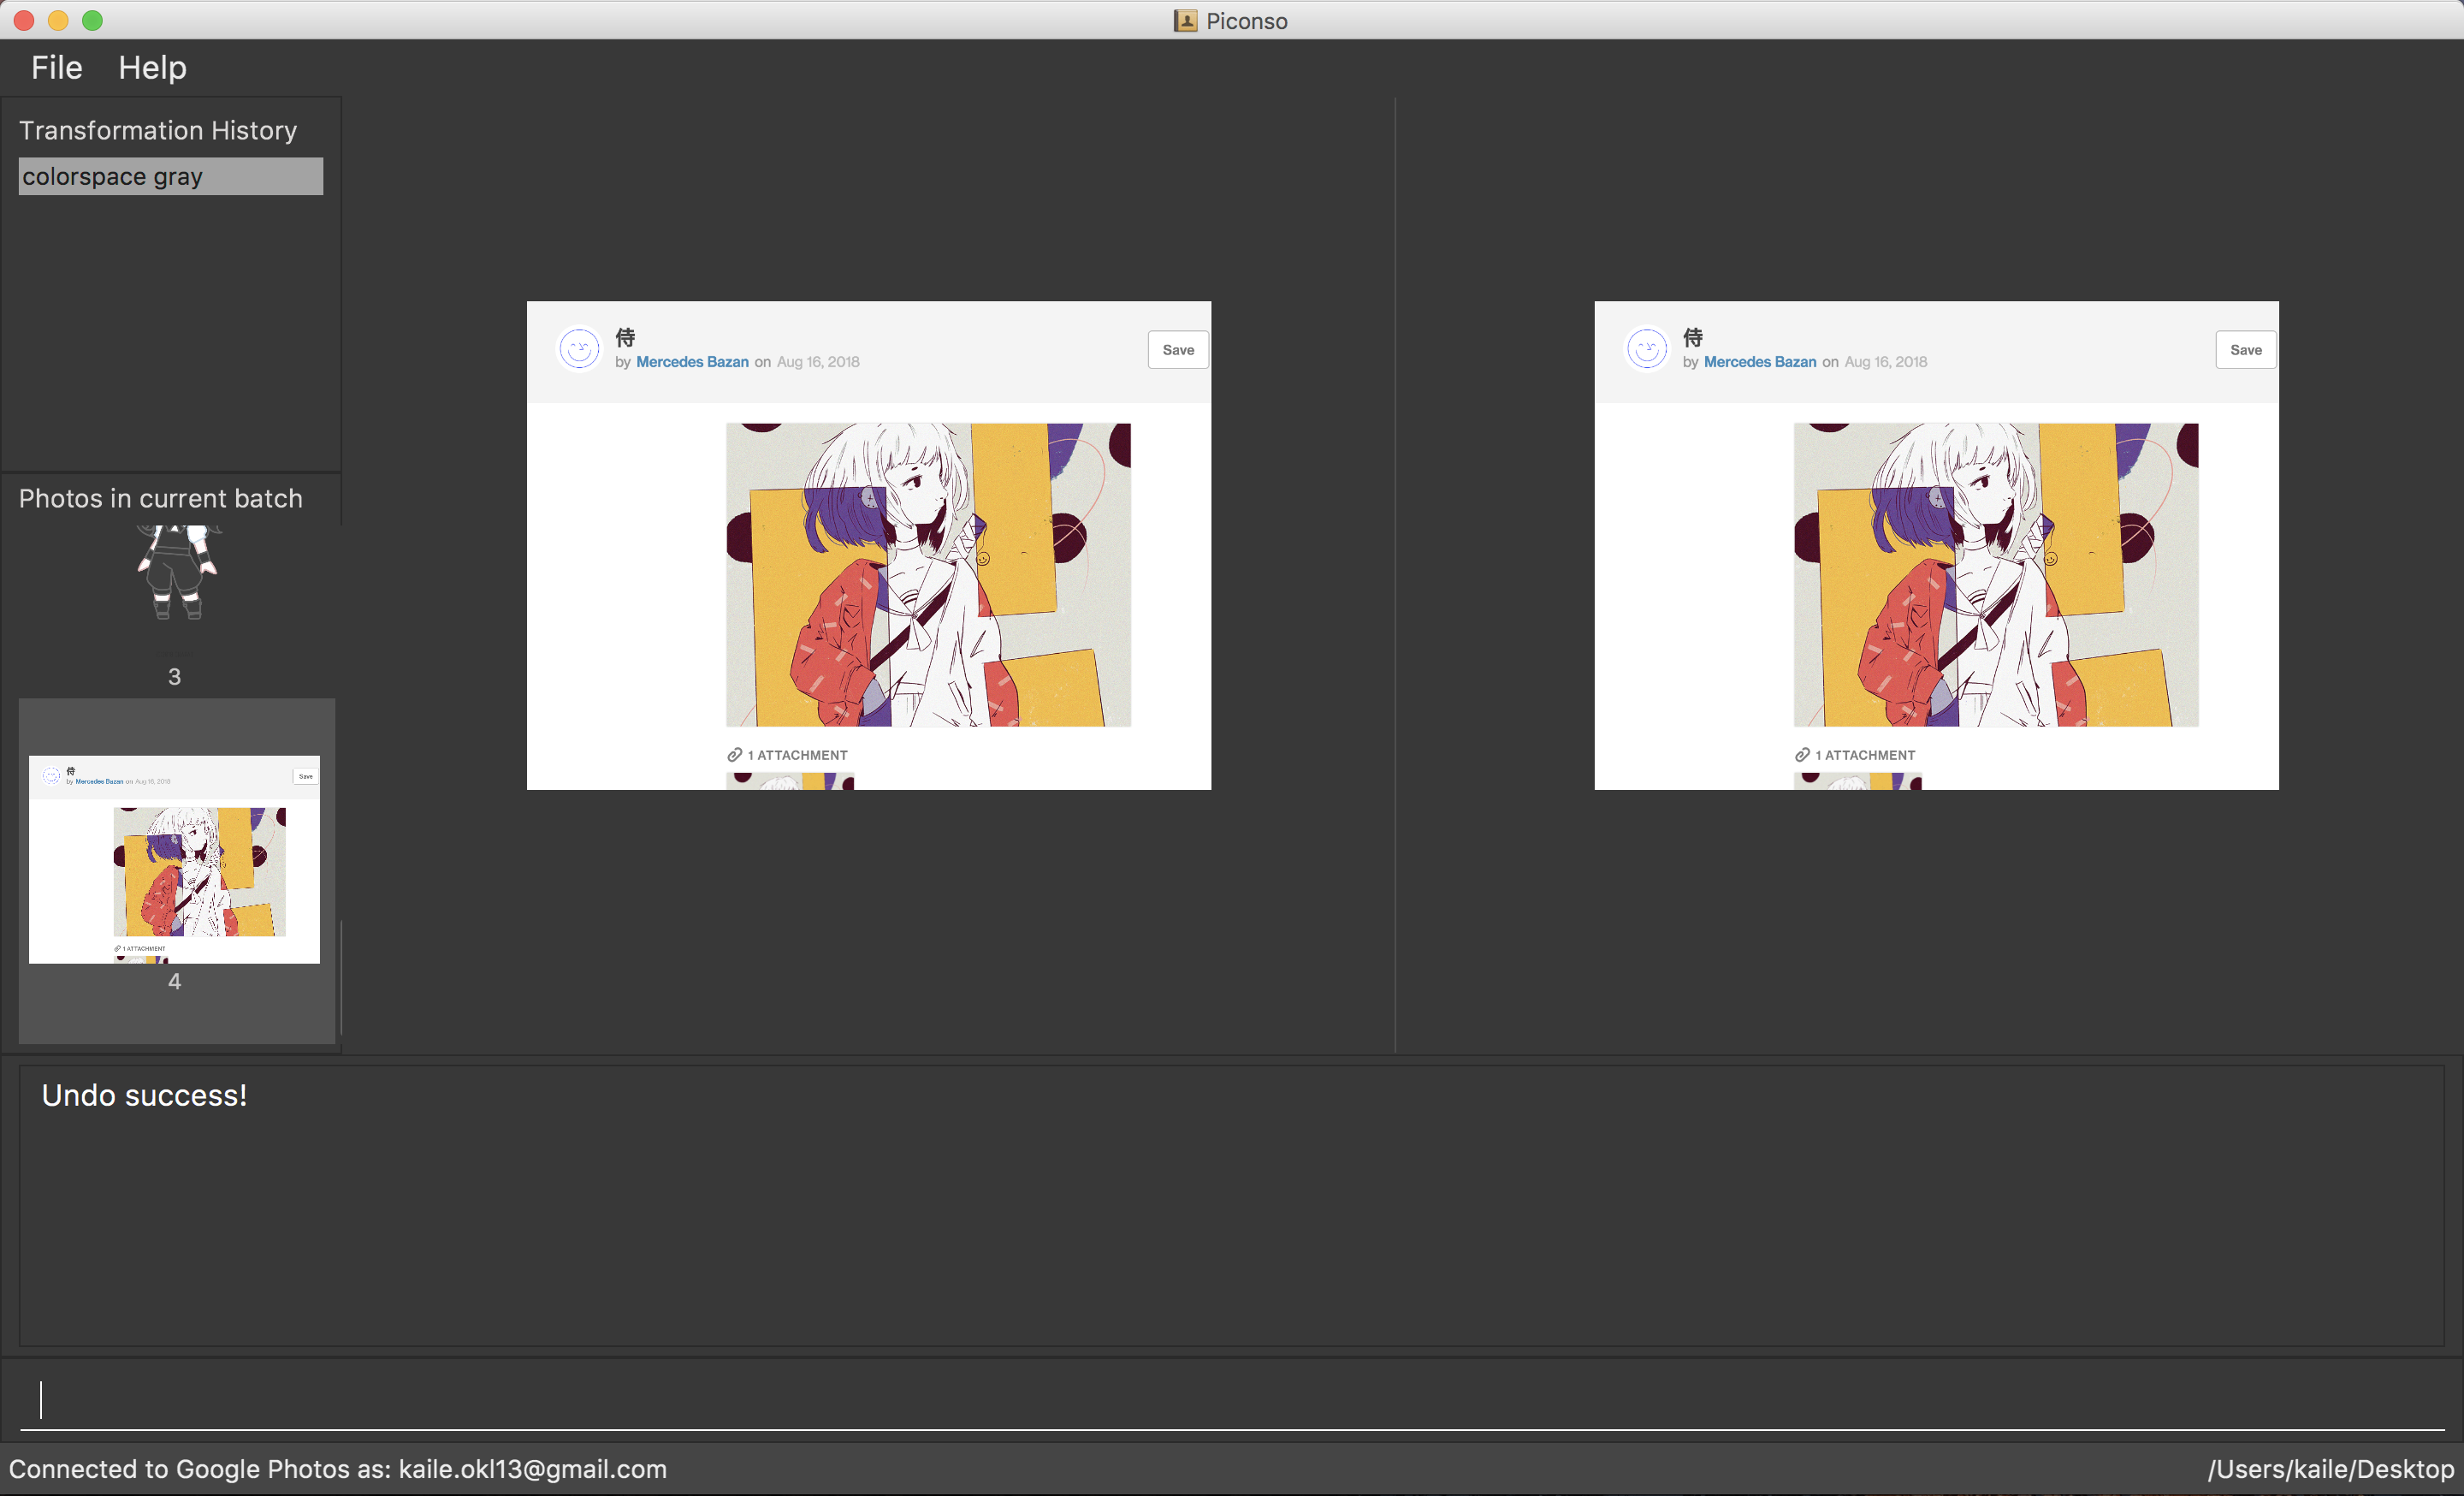 Piconso
File Help
Transformation History
colorspace gray
Photos in current batch
3
侍
by Mercedes Bazan on Aug 16, 2018
Save
1 ATTACHMENT
4
侍
by Mercedes Bazan on Aug 16, 2018
Save
1 ATTACHMENT
侍
by Mercedes Bazan on Aug 16, 2018
Save
1 ATTACHMENT
Undo success!
Connected to Google Photos as: kaile.okl13@gmail.com
/Users/kaile/Desktop